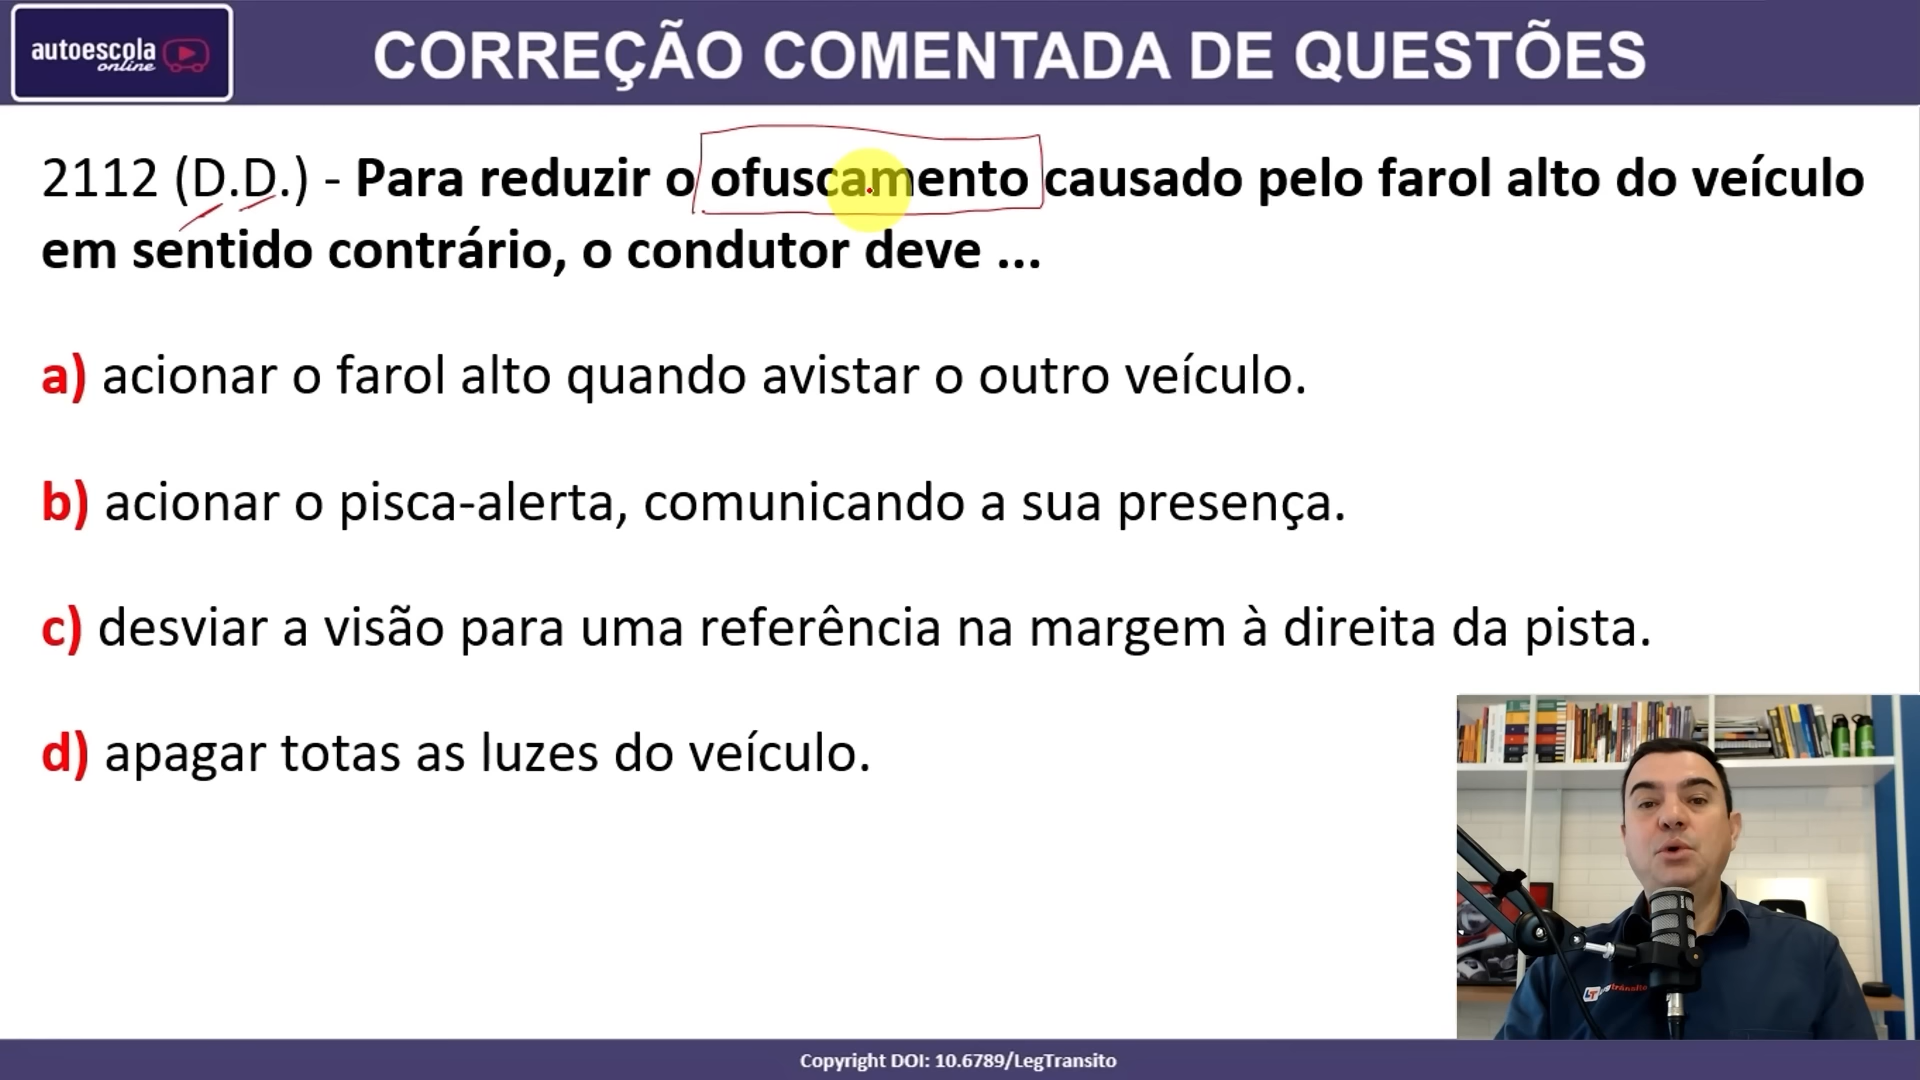 autoescola
online
CORREÇÃO COMENTADA DE QUESTÕES
2112 (D.D.) - Para reduzir o ofuscamento causado pelo farol alto do veículo
em sentido contrário, o condutor deve ...
a) acionar o farol alto quando avistar o outro veículo.
b) acionar o pisca-alerta, comunicando a sua presença.
c) desviar a visão para uma referência na margem à direita da pista.
d) apagar totas as luzes do veículo.
Copyright DOI: 10.6789/LegTransito